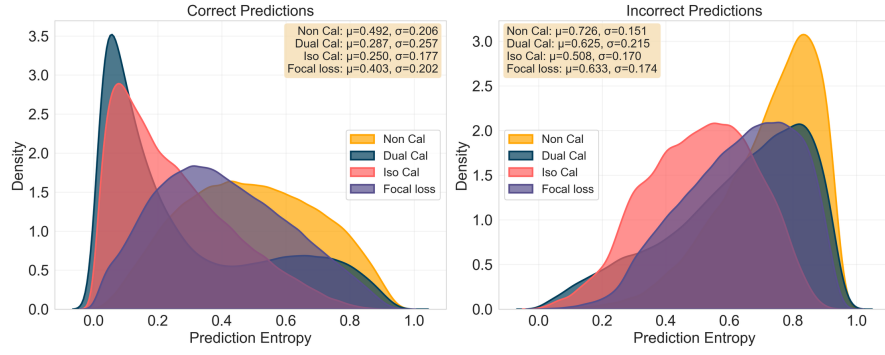 Correct Predictions
Non Cal: μ=0.492, σ=0.206
Dual Cal: μ=0.287, σ=0.257
Iso Cal: μ=0.250, σ=0.177
Focal loss: μ=0.403, σ=0.202
Non Cal
Dual Cal
Iso Cal
Focal loss
Density
3.5
3.0
2.5
2.0
1.5
1.0
0.5
0.0
0.0 0.2 0.4 0.6 0.8 1.0
Prediction Entropy
Incorrect Predictions
Non Cal: μ=0.726, σ=0.151
Dual Cal: μ=0.625, σ=0.215
Iso Cal: μ=0.508, σ=0.170
Focal loss: μ=0.633, σ=0.174
Non Cal
Dual Cal
Iso Cal
Focal loss
Density
3.0
2.5
2.0
1.5
1.0
0.5
0.0
0.0 0.2 0.4 0.6 0.8 1.0
Prediction Entropy